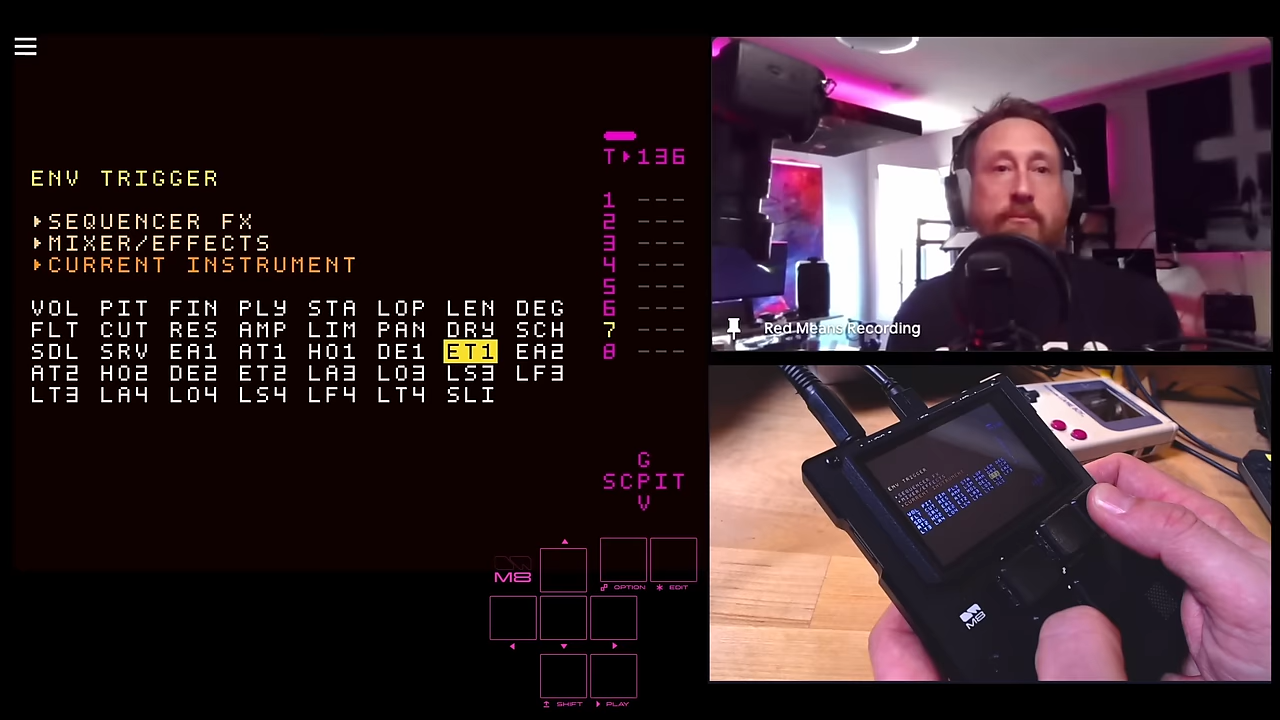 ENV TRIGGER
▸SEQUENCER FX
▸MIXER/EFFECTS
▸CURRENT INSTRUMENT
VOL PIT FIN PLY STA LOP LEN DEG
FLT CUT RES AMP LIM PAN DRY SCH
SDL SRV EA1 AT1 HO1 DE1 ET1 EA2
AT2 HO2 DE2 ET2 LA3 LO3 LS3 LF3
LT3 LA4 LO4 LS4 LF4 LT4 SLI
T▸136
1 ---
2 ---
3 ---
4 ---
5 ---
6 ---
7 ---
8 ---
G
SCPIT
V
M8
OPTION
EDIT
SHIFT
PLAY
Red Means Recording
ENV TRIGGER
M8